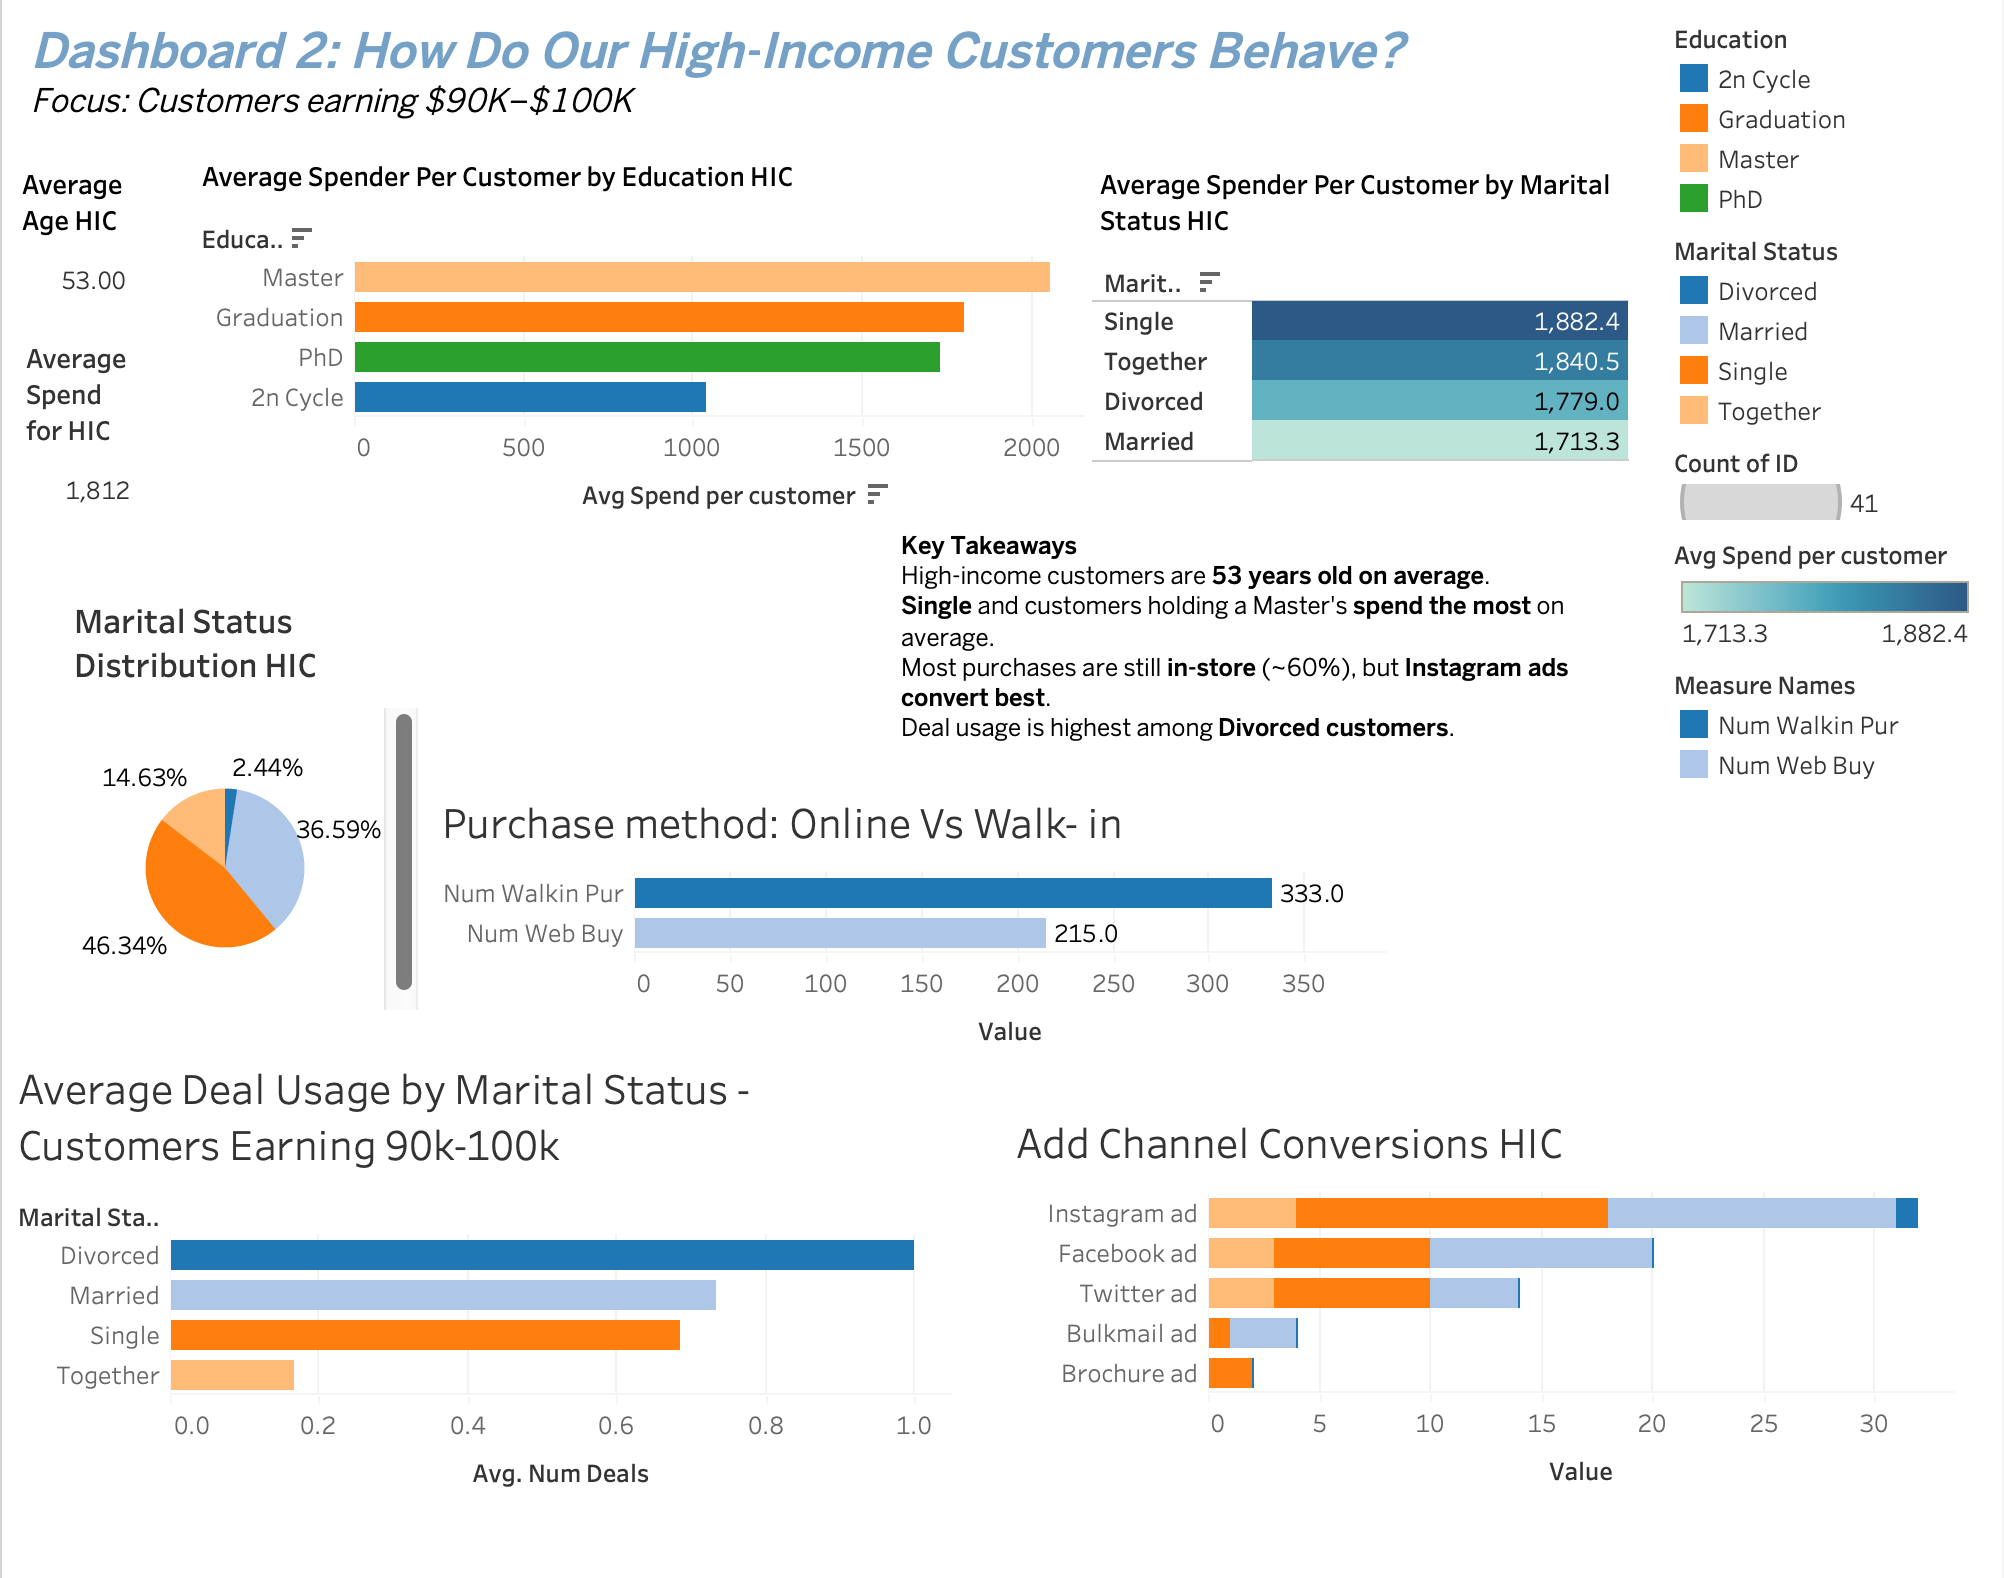 Dashboard 2: How Do Our High-Income Customers Behave?
Focus: Customers earning $90K–$100K
Average
Age HIC
53.00
Average
Spend
for HIC
1,812
Average Spender Per Customer by Education HIC
Educa..
Master
Graduation
PhD
2n Cycle
0 500 1000 1500 2000
Avg Spend per customer
Average Spender Per Customer by Marital
Status HIC
Marit..
Single 1,882.4
Together 1,840.5
Divorced 1,779.0
Married 1,713.3
Education
2n Cycle
Graduation
Master
PhD
Marital Status
Divorced
Married
Single
Together
Count of ID
41
Avg Spend per customer
1,713.3 1,882.4
Measure Names
Num Walkin Pur
Num Web Buy
Key Takeaways
High-income customers are 53 years old on average.
Single and customers holding a Master's spend the most on
average.
Most purchases are still in-store (~60%), but Instagram ads
convert best.
Deal usage is highest among Divorced customers.
Marital Status
Distribution HIC
14.63% 2.44%
36.59%
46.34%
Purchase method: Online Vs Walk- in
Num Walkin Pur 333.0
Num Web Buy 215.0
0 50 100 150 200 250 300 350
Value
Average Deal Usage by Marital Status -
Customers Earning 90k-100k
Marital Sta..
Divorced
Married
Single
Together
0.0 0.2 0.4 0.6 0.8 1.0
Avg. Num Deals
Add Channel Conversions HIC
Instagram ad
Facebook ad
Twitter ad
Bulkmail ad
Brochure ad
0 5 10 15 20 25 30
Value